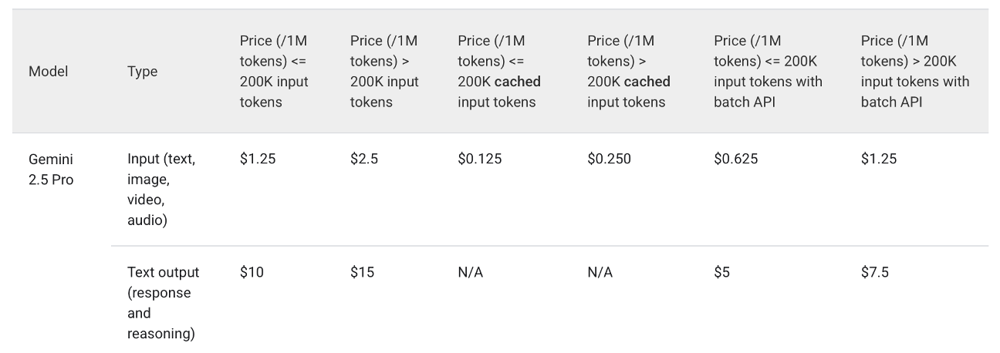 Model
Type
Price (/1M
tokens) <=
200K input
tokens
Price (/1M
tokens) >
200K input
tokens
Price (/1M
tokens) <=
200K cached
input tokens
Price (/1M
tokens) >
200K cached
input tokens
Price (/1M
tokens) <= 200K
input tokens with
batch API
Price (/1M
tokens) > 200K
input tokens with
batch API
Gemini
2.5 Pro
Input (text,
image,
video,
audio)
$1.25
$2.5
$0.125
$0.250
$0.625
$1.25
Text output
(response
and
reasoning)
$10
$15
N/A
N/A
$5
$7.5